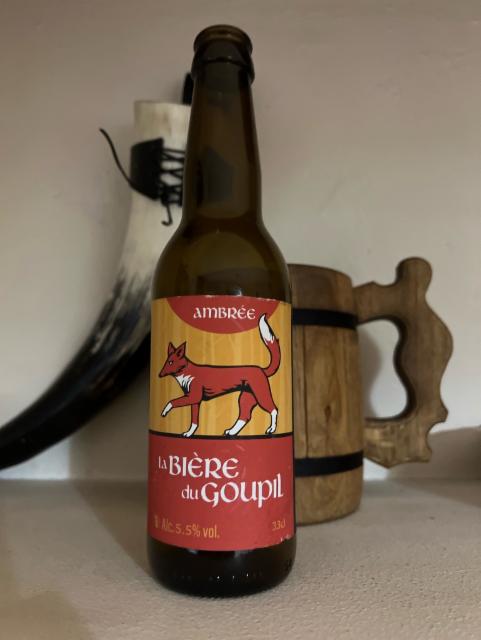 AMBRÉE
la BIÈRE
du GOUPIL
Alc. 5.5% vol.
33cl